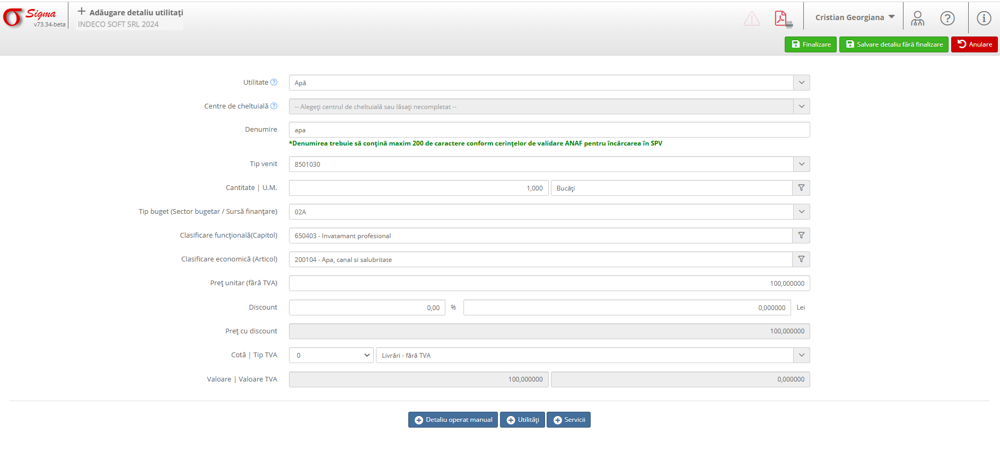 Sigma
v73.34-beta
Adăugare detaliu utilitați
INDECO SOFT SRL 2024
Cristian Georgiana
Finalizare
Salvare detaliu fără finalizare
Anulare
Utilitate
Apă
Centre de cheltuială
-- Alegeți centrul de cheltuială sau lăsați necompletat --
Denumire
apa
*Denumirea trebuie să conțină maxim 200 de caractere conform cerințelor de validare ANAF pentru încărcarea în SPV
Tip venit
8501030
Cantitate | U.M.
1,000 Bucăți
Tip buget (Sector bugetar / Sursă finanțare)
02A
Clasificare funcțională(Capitol)
650403 - Invatamant profesional
Clasificare economică (Articol)
200104 - Apa, canal si salubritate
Preț unitar (fără TVA)
100,000000
Discount
0,00 % 0,000000 Lei
Preț cu discount
100,000000
Cotă | Tip TVA
0 Livrări - fără TVA
Valoare | Valoare TVA
100,000000 0,000000
Detaliu operat manual
Utilități
Servicii